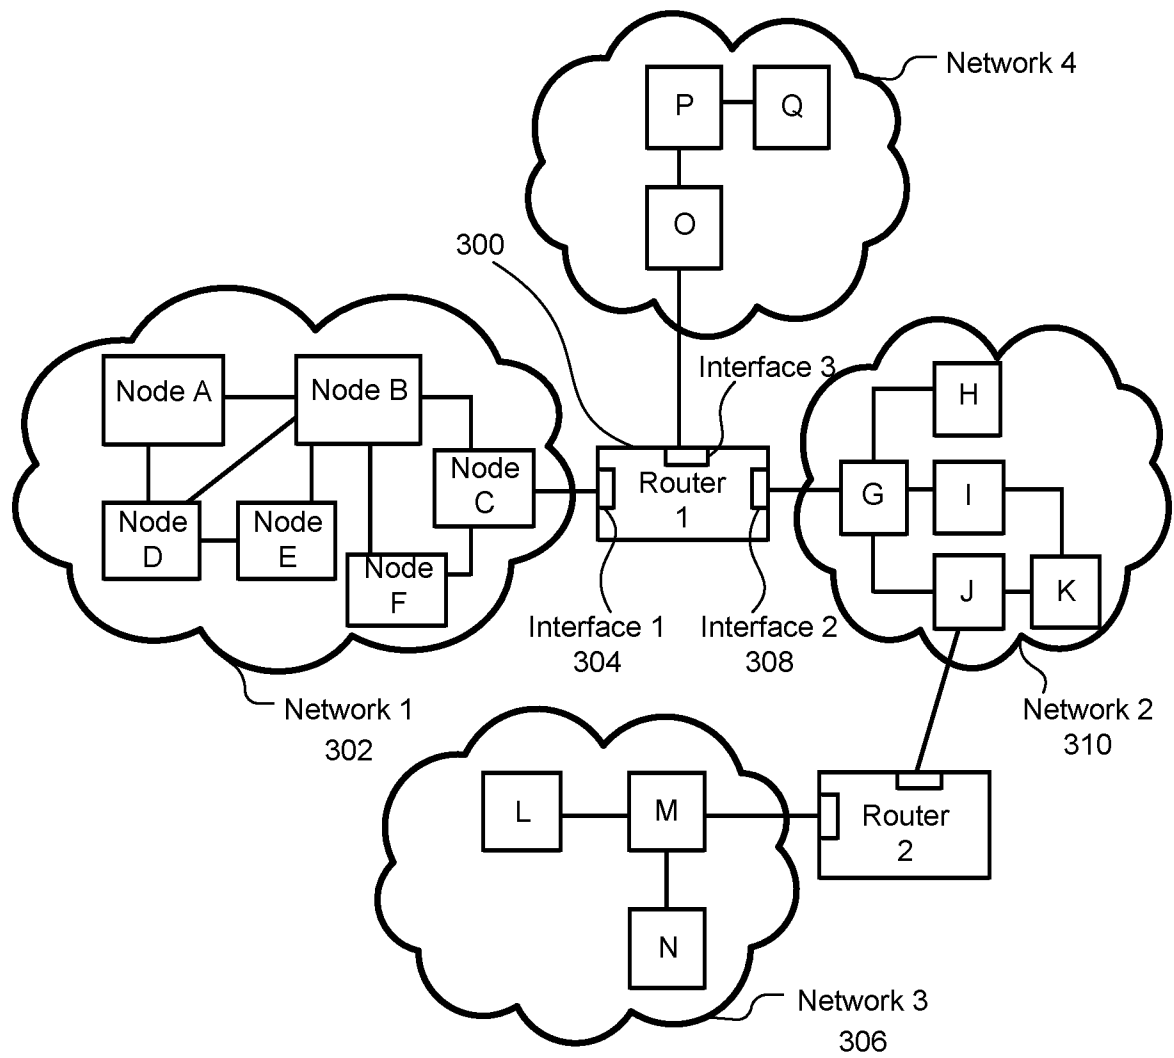 Network 4
P
Q
O
300
Interface 3
Node A
Node B
H
Node
C
Router
1
G
I
Node
D
Node
E
Node
F
J
K
Interface 1
304
Interface 2
308
Network 1
302
Network 2
310
L
M
Router
2
N
Network 3
306